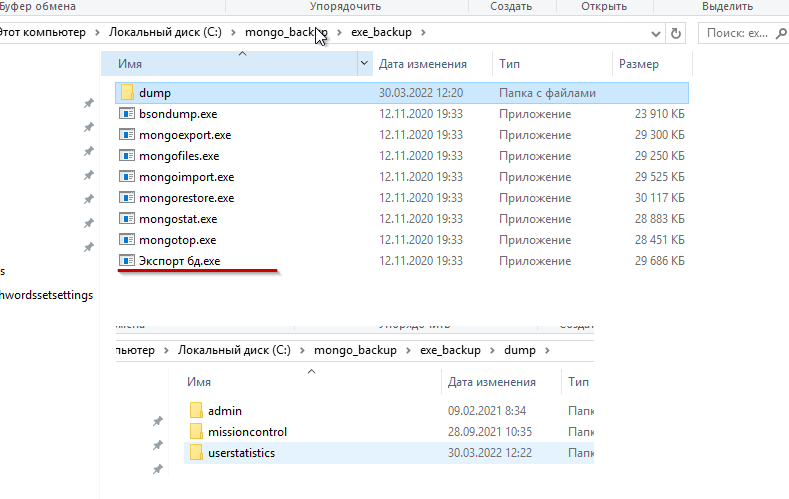 Буфер обмена Упорядочить Создать Открыть Выделить
Этот компьютер > Локальный диск (C:) > mongo_backup > exe_backup > Поиск: ex...
Имя Дата изменения Тип Размер
dump 30.03.2022 12:20 Папка с файлами
bsondump.exe 12.11.2020 19:33 Приложение 23 910 КБ
mongoexport.exe 12.11.2020 19:33 Приложение 29 300 КБ
mongofiles.exe 12.11.2020 19:33 Приложение 29 250 КБ
mongoimport.exe 12.11.2020 19:33 Приложение 29 525 КБ
mongorestore.exe 12.11.2020 19:33 Приложение 30 117 КБ
mongostat.exe 12.11.2020 19:33 Приложение 28 883 КБ
mongotop.exe 12.11.2020 19:33 Приложение 28 451 КБ
Экспорт бд.exe 12.11.2020 19:33 Приложение 29 686 КБ
s
hwordssetsettings
мена Упорядочить Создат
пьютер > Локальный диск (C:) > mongo_backup > exe_backup > dump >
Имя Дата изменения Тип
admin 09.02.2021 8:34 Папк
missioncontrol 28.09.2021 10:35 Папк
userstatistics 30.03.2022 12:22 Папк